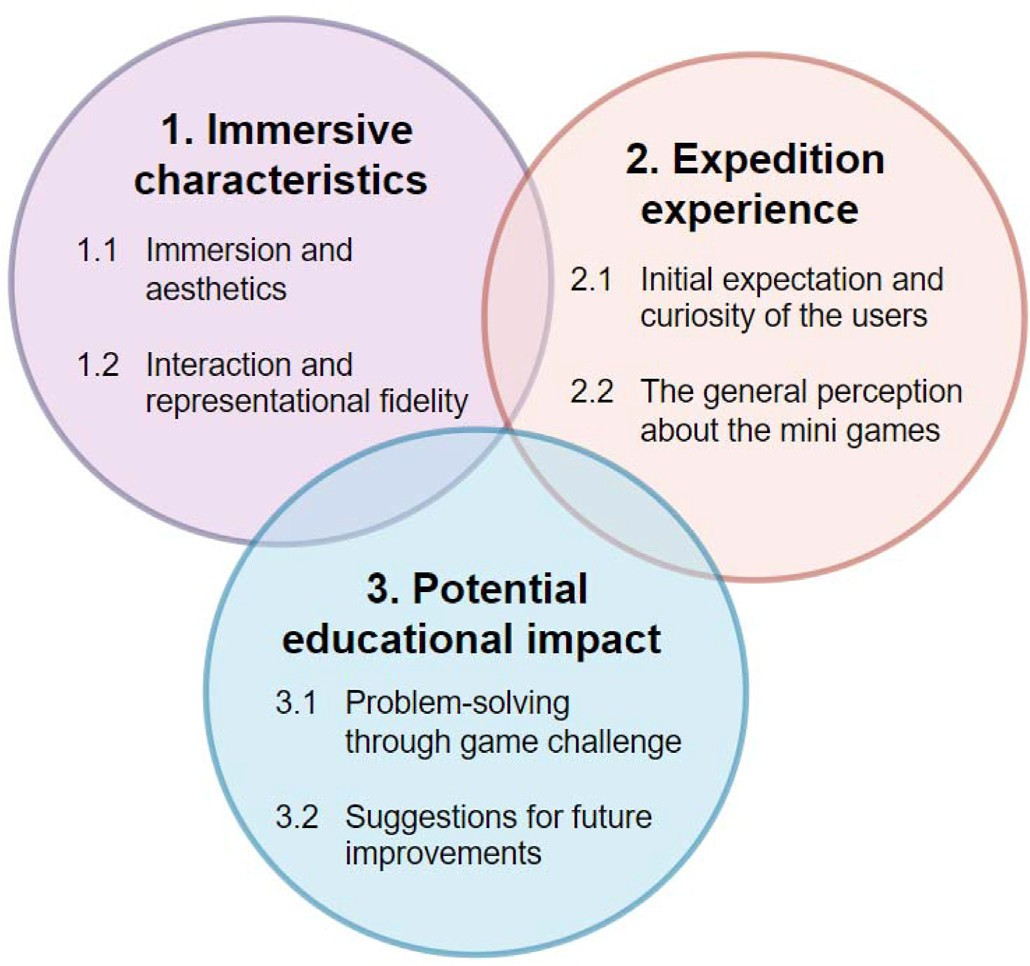 1. Immersive
characteristics
1.1 Immersion and
aesthetics
1.2 Interaction and
representational fidelity
2. Expedition
experience
2.1 Initial expectation and
curiosity of the users
2.2 The general perception
about the mini games
3. Potential
educational impact
3.1 Problem-solving
through game challenge
3.2 Suggestions for future
improvements